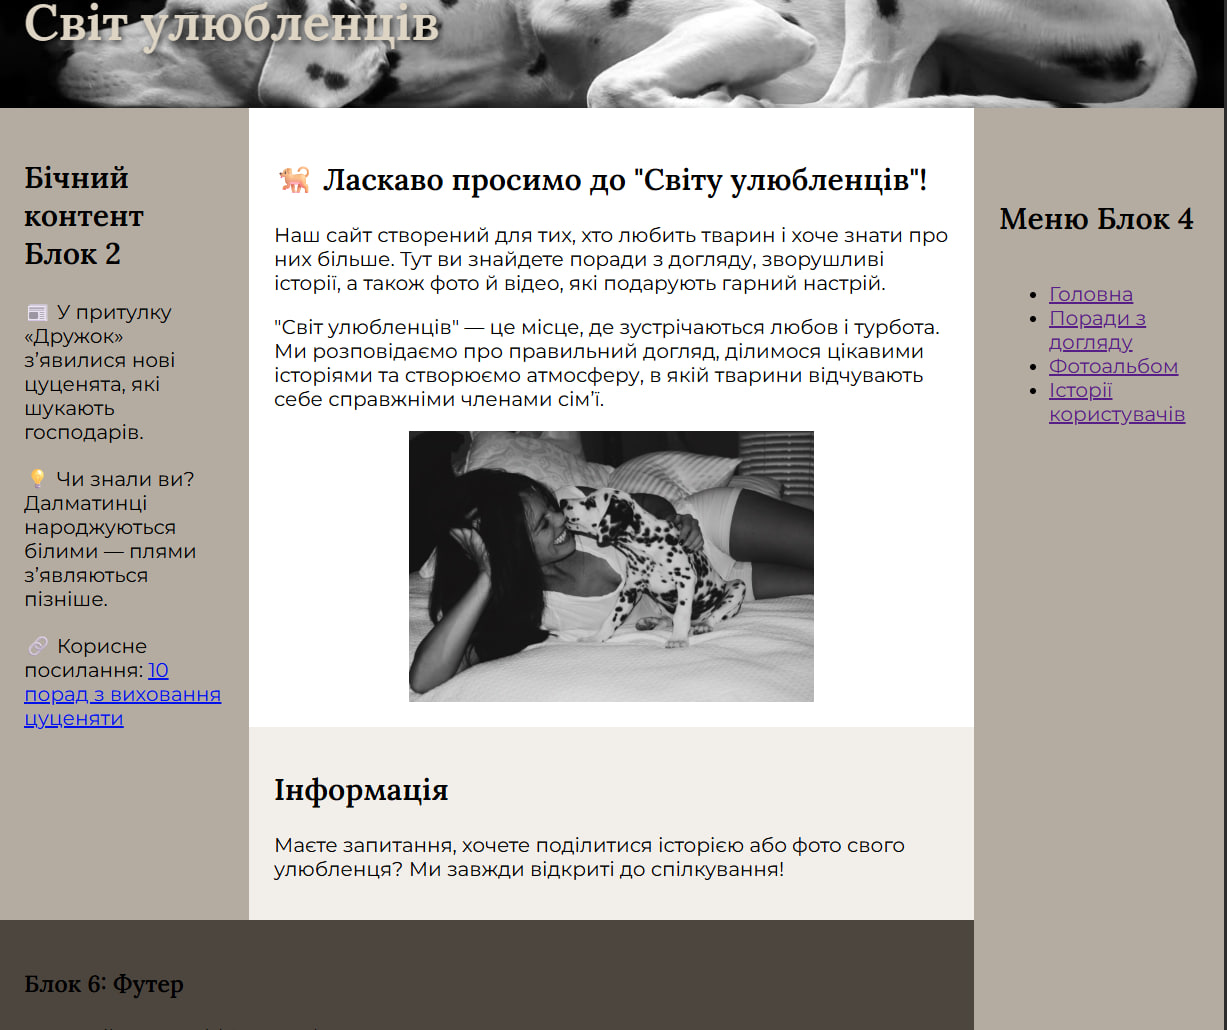 Світ улюбленців
Бічний
контент
Блок 2
📰 У притулку
«Дружок»
з’явилися нові
цуценята, які
шукають
господарів.
💡 Чи знали ви?
Далматинці
народжуються
білими — плями
з’являються
пізніше.
🔗 Корисне
посилання: 10
порад з виховання
цуценяти
🐕 Ласкаво просимо до "Світу улюбленців"!
Наш сайт створений для тих, хто любить тварин і хоче знати про
них більше. Тут ви знайдете поради з догляду, зворушливі
історії, а також фото й відео, які подарують гарний настрій.
"Світ улюбленців" — це місце, де зустрічаються любов і турбота.
Ми розповідаємо про правильний догляд, ділимося цікавими
історіями та створюємо атмосферу, в якій тварини відчувають
себе справжніми членами сім’ї.
Інформація
Маєте запитання, хочете поділитися історією або фото свого
улюбленця? Ми завжди відкриті до спілкування!
Меню Блок 4
• Головна
• Поради з
догляду
• Фотоальбом
• Історії
користувачів
Блок 6: Футер